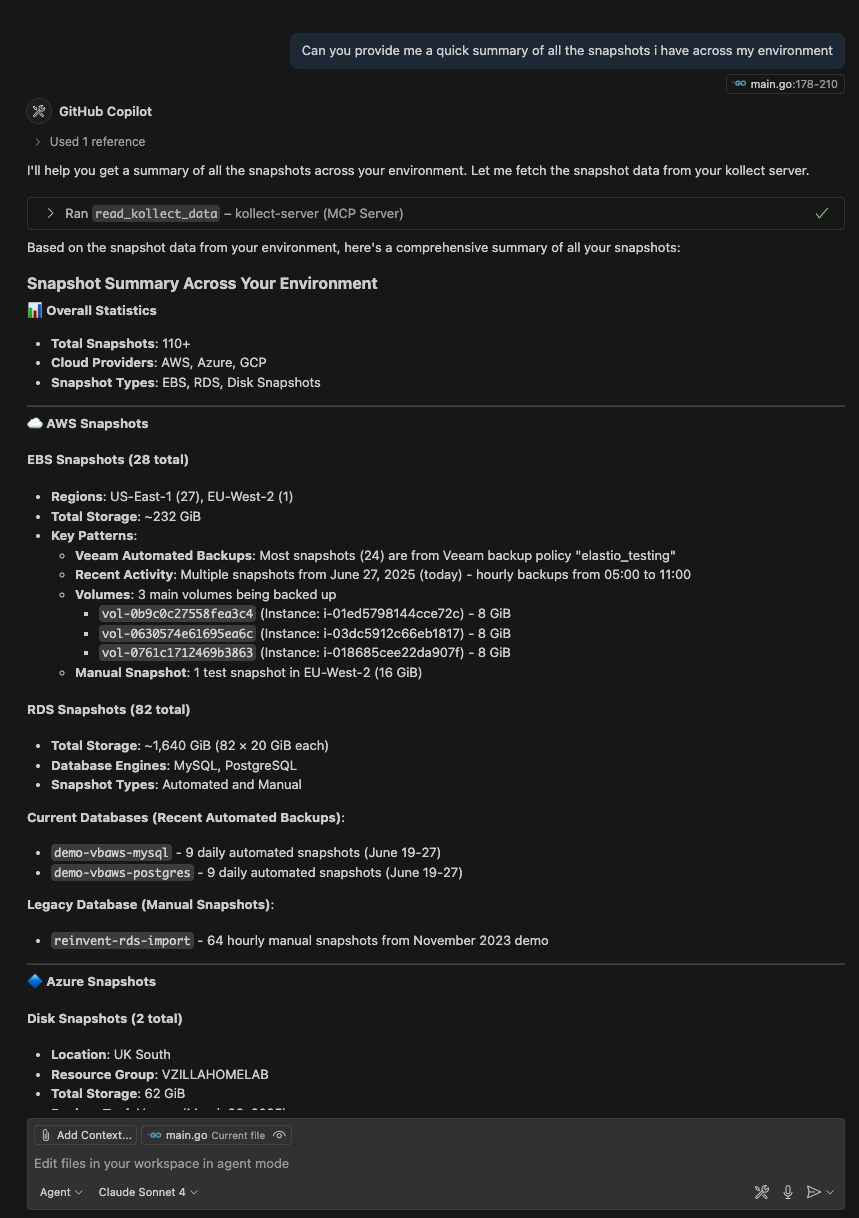 Can you provide me a quick summary of all the snapshots i have across my environment
main.go:178-210
GitHub Copilot
Used 1 reference
I'll help you get a summary of all the snapshots across your environment. Let me fetch the snapshot data from your kollect server.
Ran read_kollect_data – kollect-server (MCP Server)
Based on the snapshot data from your environment, here's a comprehensive summary of all your snapshots:
Snapshot Summary Across Your Environment
📊 Overall Statistics
• Total Snapshots: 110+
• Cloud Providers: AWS, Azure, GCP
• Snapshot Types: EBS, RDS, Disk Snapshots
☁️ AWS Snapshots
EBS Snapshots (28 total)
• Regions: US-East-1 (27), EU-West-2 (1)
• Total Storage: ~232 GiB
• Key Patterns:
◦ Veeam Automated Backups: Most snapshots (24) are from Veeam backup policy "elastio_testing"
◦ Recent Activity: Multiple snapshots from June 27, 2025 (today) - hourly backups from 05:00 to 11:00
◦ Volumes: 3 main volumes being backed up
▪ vol-0b9c0c27558fea3c4 (Instance: i-01ed5798144cce72c) - 8 GiB
▪ vol-0630574e61695ea6c (Instance: i-03dc5912c66eb1817) - 8 GiB
▪ vol-0761c1712469b3863 (Instance: i-018685cee22da907f) - 8 GiB
◦ Manual Snapshot: 1 test snapshot in EU-West-2 (16 GiB)
RDS Snapshots (82 total)
• Total Storage: ~1,640 GiB (82 × 20 GiB each)
• Database Engines: MySQL, PostgreSQL
• Snapshot Types: Automated and Manual
Current Databases (Recent Automated Backups):
• demo-vbaws-mysql - 9 daily automated snapshots (June 19-27)
• demo-vbaws-postgres - 9 daily automated snapshots (June 19-27)
Legacy Database (Manual Snapshots):
• reinvent-rds-import - 64 hourly manual snapshots from November 2023 demo
🔷 Azure Snapshots
Disk Snapshots (2 total)
• Location: UK South
• Resource Group: VZILLAHOMELAB
• Total Storage: 62 GiB
Add Context...
main.go Current file
Edit files in your workspace in agent mode
Agent
Claude Sonnet 4